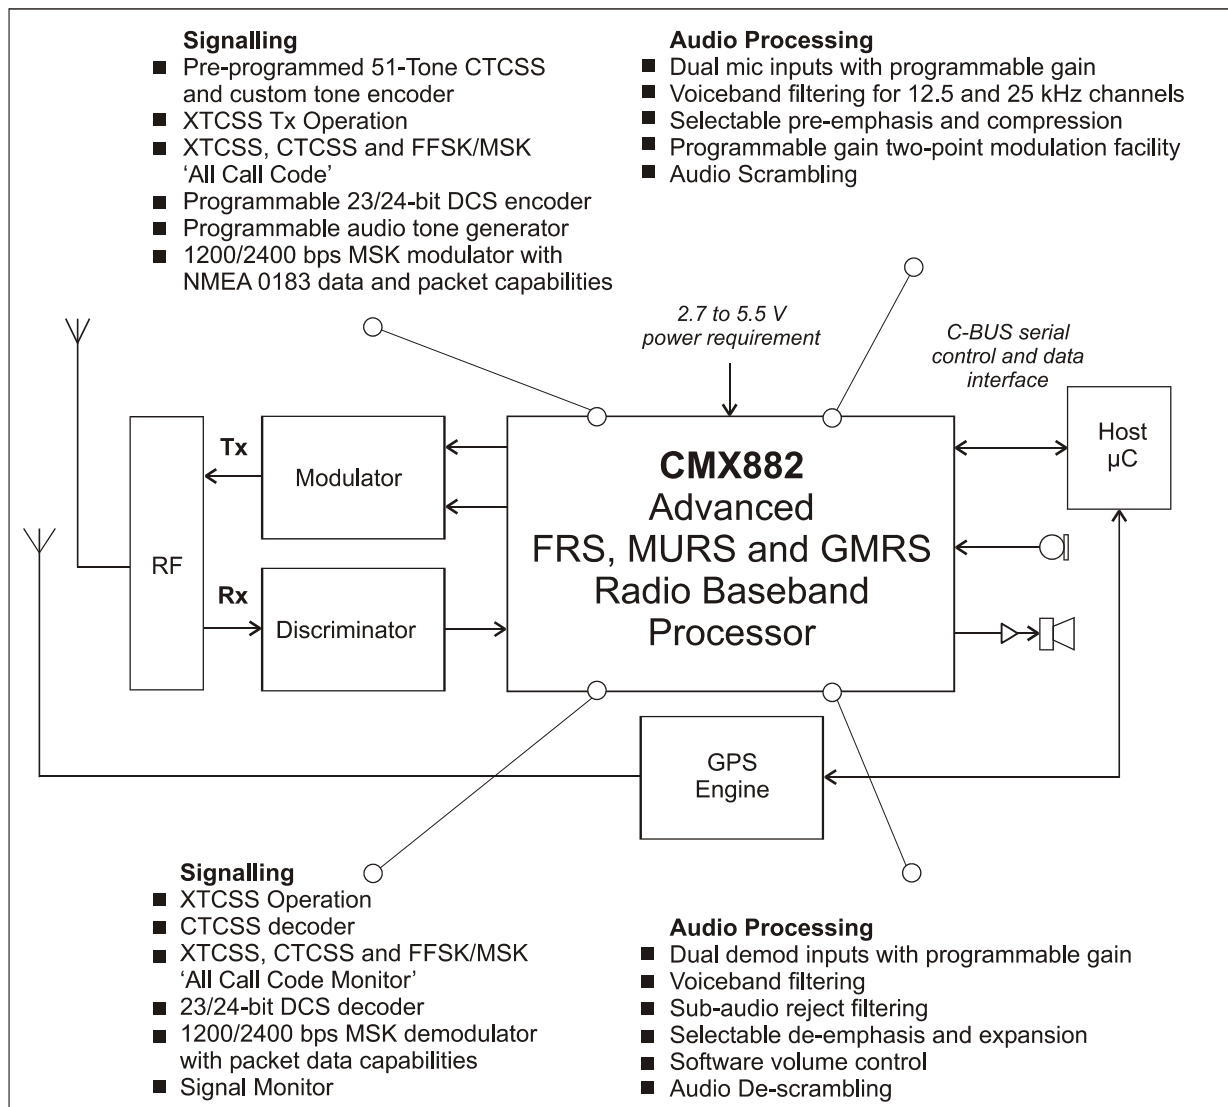 Signalling
■ Pre-programmed 51-Tone CTCSS
and custom tone encoder
■ XTCSS Tx Operation
■ XTCSS, CTCSS and FFSK/MSK
‘All Call Code’
■ Programmable 23/24-bit DCS encoder
■ Programmable audio tone generator
■ 1200/2400 bps MSK modulator with
NMEA 0183 data and packet capabilities
Audio Processing
■ Dual mic inputs with programmable gain
■ Voiceband filtering for 12.5 and 25 kHz channels
■ Selectable pre-emphasis and compression
■ Programmable gain two-point modulation facility
■ Audio Scrambling
2.7 to 5.5 V
power requirement
C-BUS serial
control and data
interface
RF
Tx
Modulator
Rx
Discriminator
CMX882
Advanced
FRS, MURS and GMRS
Radio Baseband
Processor
Host
µC
GPS
Engine
Signalling
■ XTCSS Operation
■ CTCSS decoder
■ XTCSS, CTCSS and FFSK/MSK
‘All Call Code Monitor’
■ 23/24-bit DCS decoder
■ 1200/2400 bps MSK demodulator
with packet data capabilities
■ Signal Monitor
Audio Processing
■ Dual demod inputs with programmable gain
■ Voiceband filtering
■ Sub-audio reject filtering
■ Selectable de-emphasis and expansion
■ Software volume control
■ Audio De-scrambling